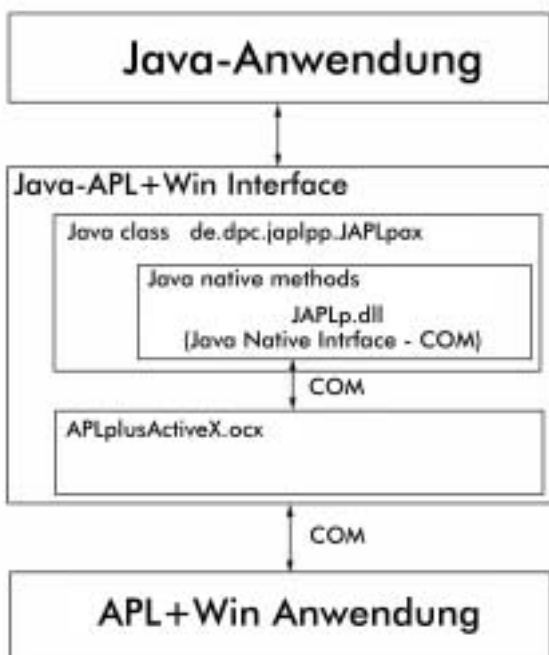 Java-Anwendung
Java-APL+Win Interface
Java class de.dpc.japlpp.JAPLpax
Java native methods
JAPLp.dll
(Java Native Intrface - COM)
COM
APLplusActiveX.ocx
COM
APL+Win Anwendung